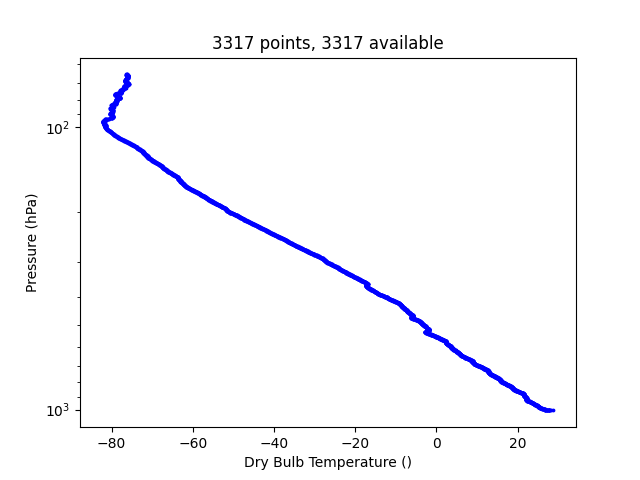 3317 points, 3317 available
Pressure (hPa)
10²
10³
−80 −60 −40 −20 0 20
Dry Bulb Temperature ()